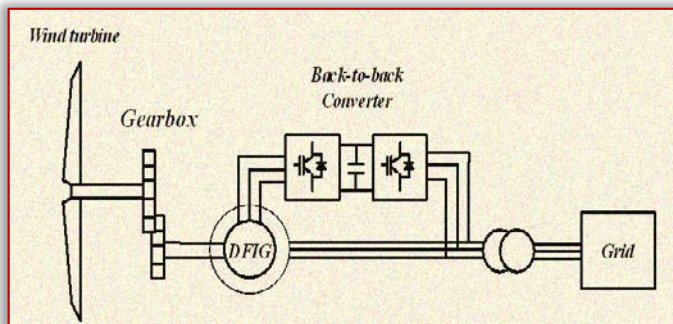 Wind turbine
Back-to-back
Converter
Gearbox
DFIG
Grid